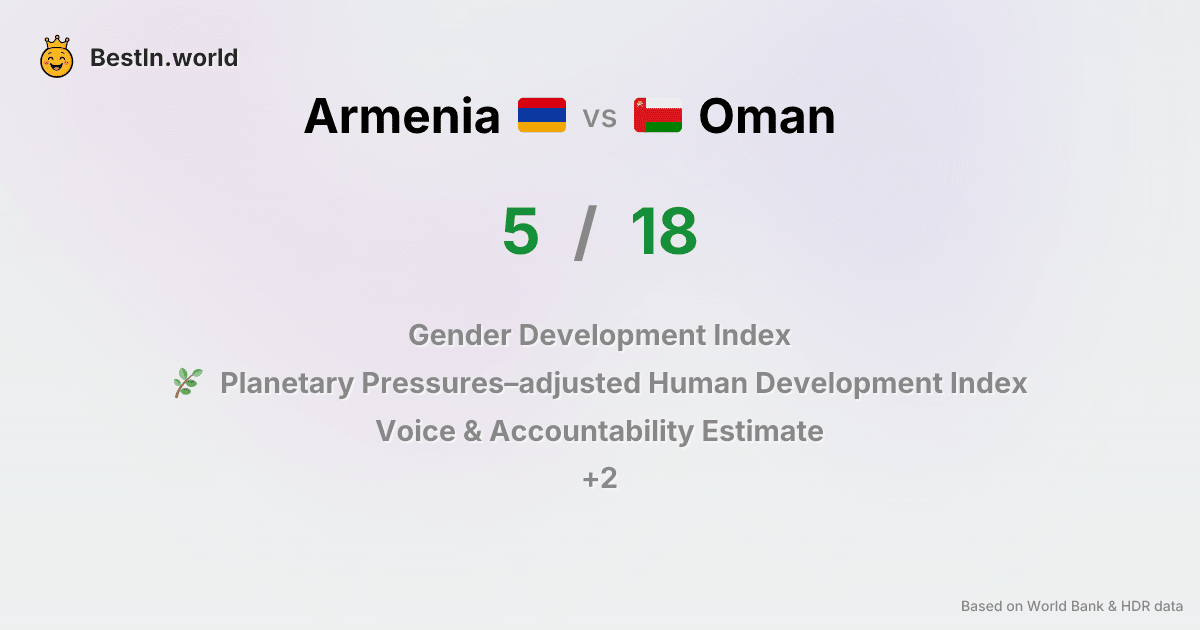 BestIn.world
Armenia vs Oman
5 / 18
Gender Development Index
Planetary Pressures–adjusted Human Development Index
Voice & Accountability Estimate
+2
Based on World Bank & HDR data